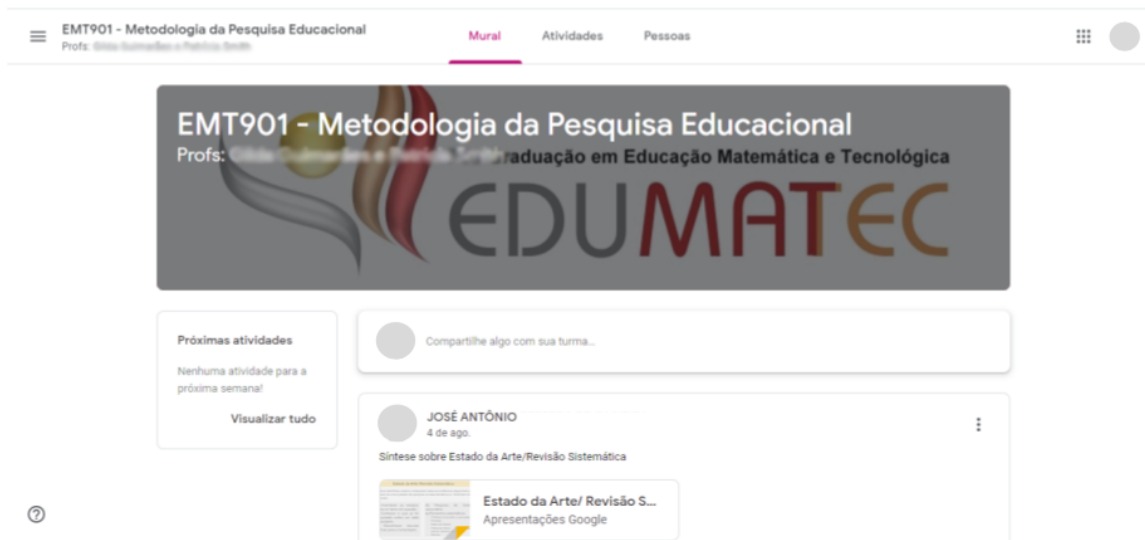 EMT901 - Metodologia da Pesquisa Educacional
Profs:
Mural Atividades Pessoas
EMT901 - Metodologia da Pesquisa Educacional
Profs:
raduação em Educação Matemática e Tecnológica
EDUMATEC
Próximas atividades
Nenhuma atividade para a
próxima semana!
Visualizar tudo
Compartilhe algo com sua turma...
JOSÉ ANTÔNIO
4 de ago.
Síntese sobre Estado da Arte/Revisão Sistemática
Estado da Arte/ Revisão S...
Apresentações Google